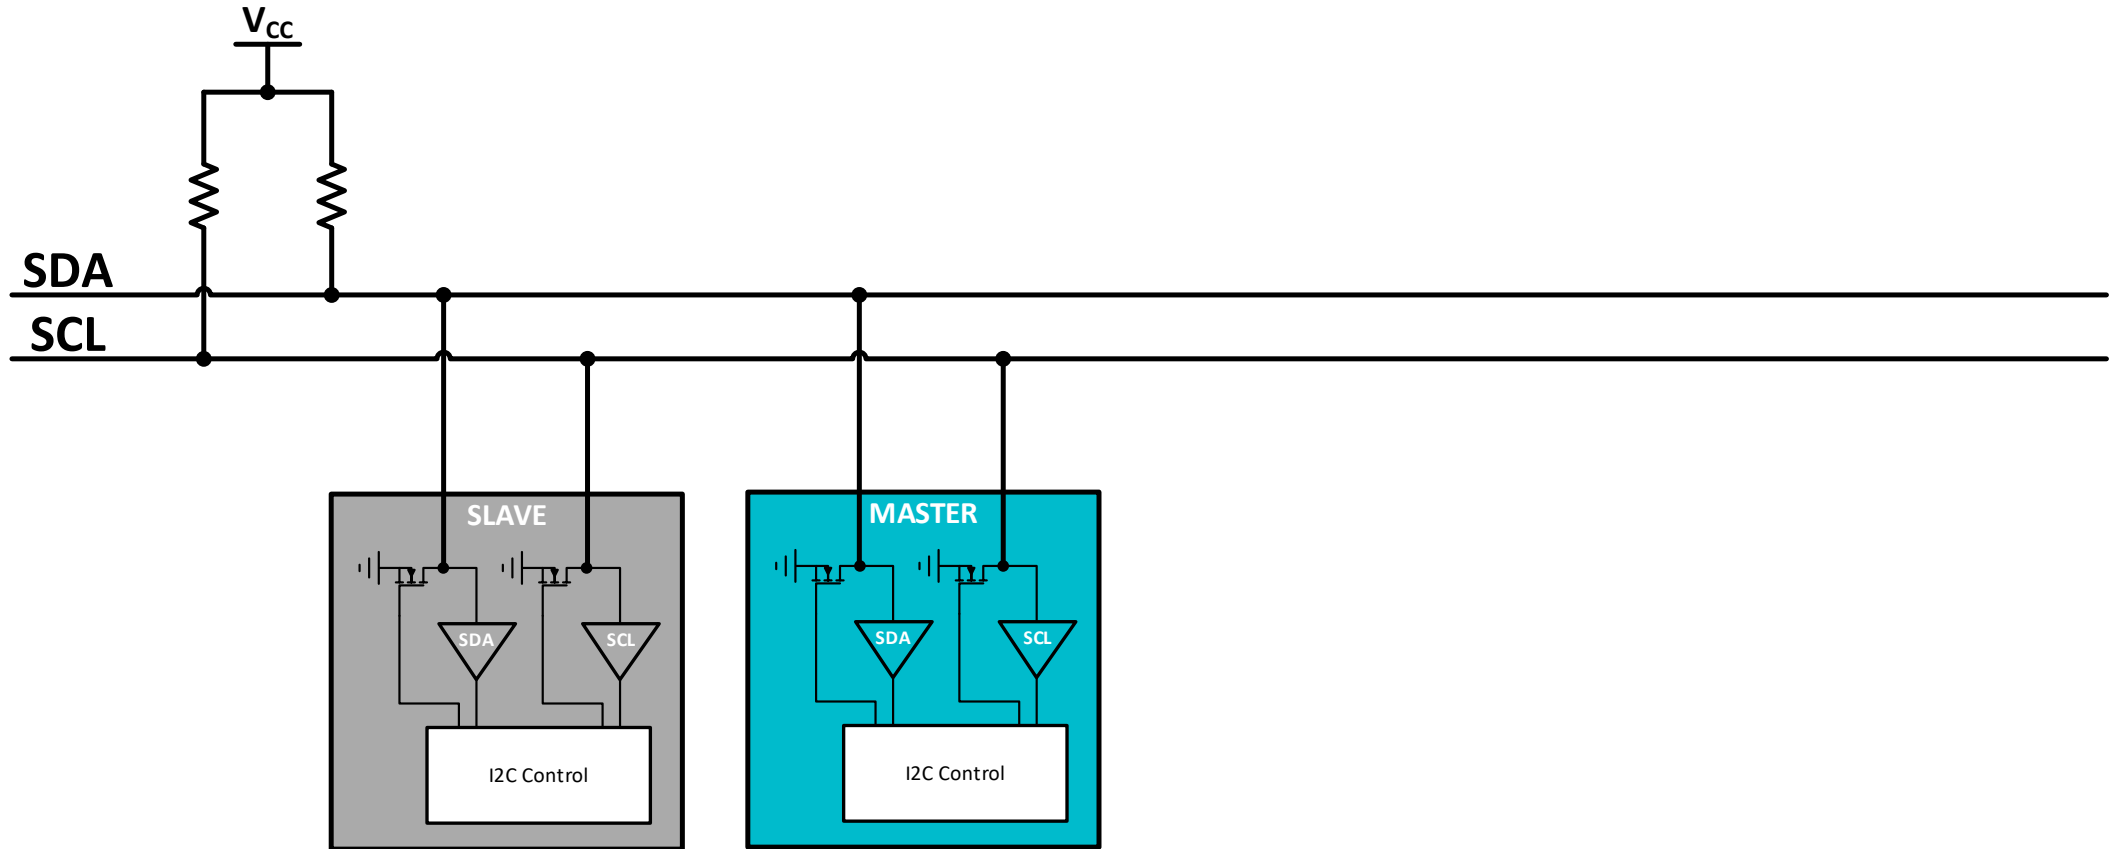 VCC
SDA
SCL
SLAVE
SDA
SCL
I2C Control
MASTER
SDA
SCL
I2C Control